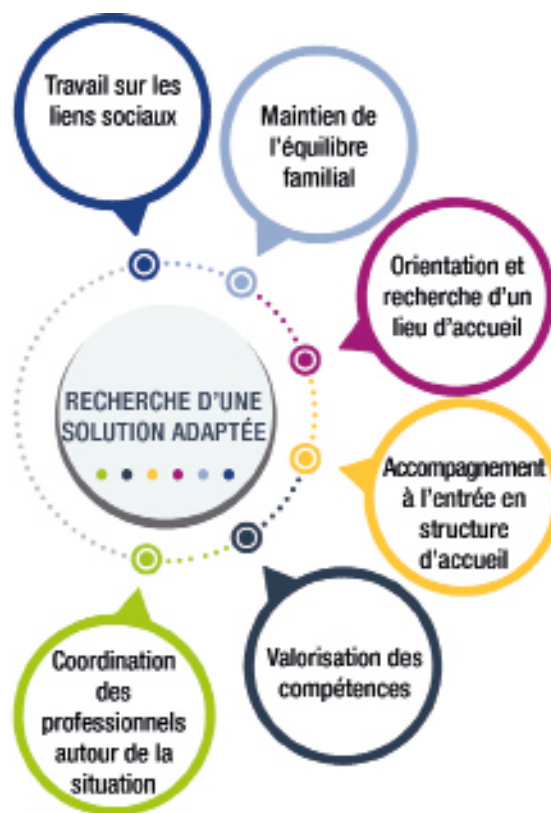 Travail sur les
liens sociaux
Maintien de
l'équilibre
familial
Orientation et
recherche d'un
lieu d'accueil
RECHERCHE D'UNE
SOLUTION ADAPTÉE
Accompagnement
à l'entrée en
structure
d'accueil
Valorisation des
compétences
Coordination
des
professionnels
autour de la
situation